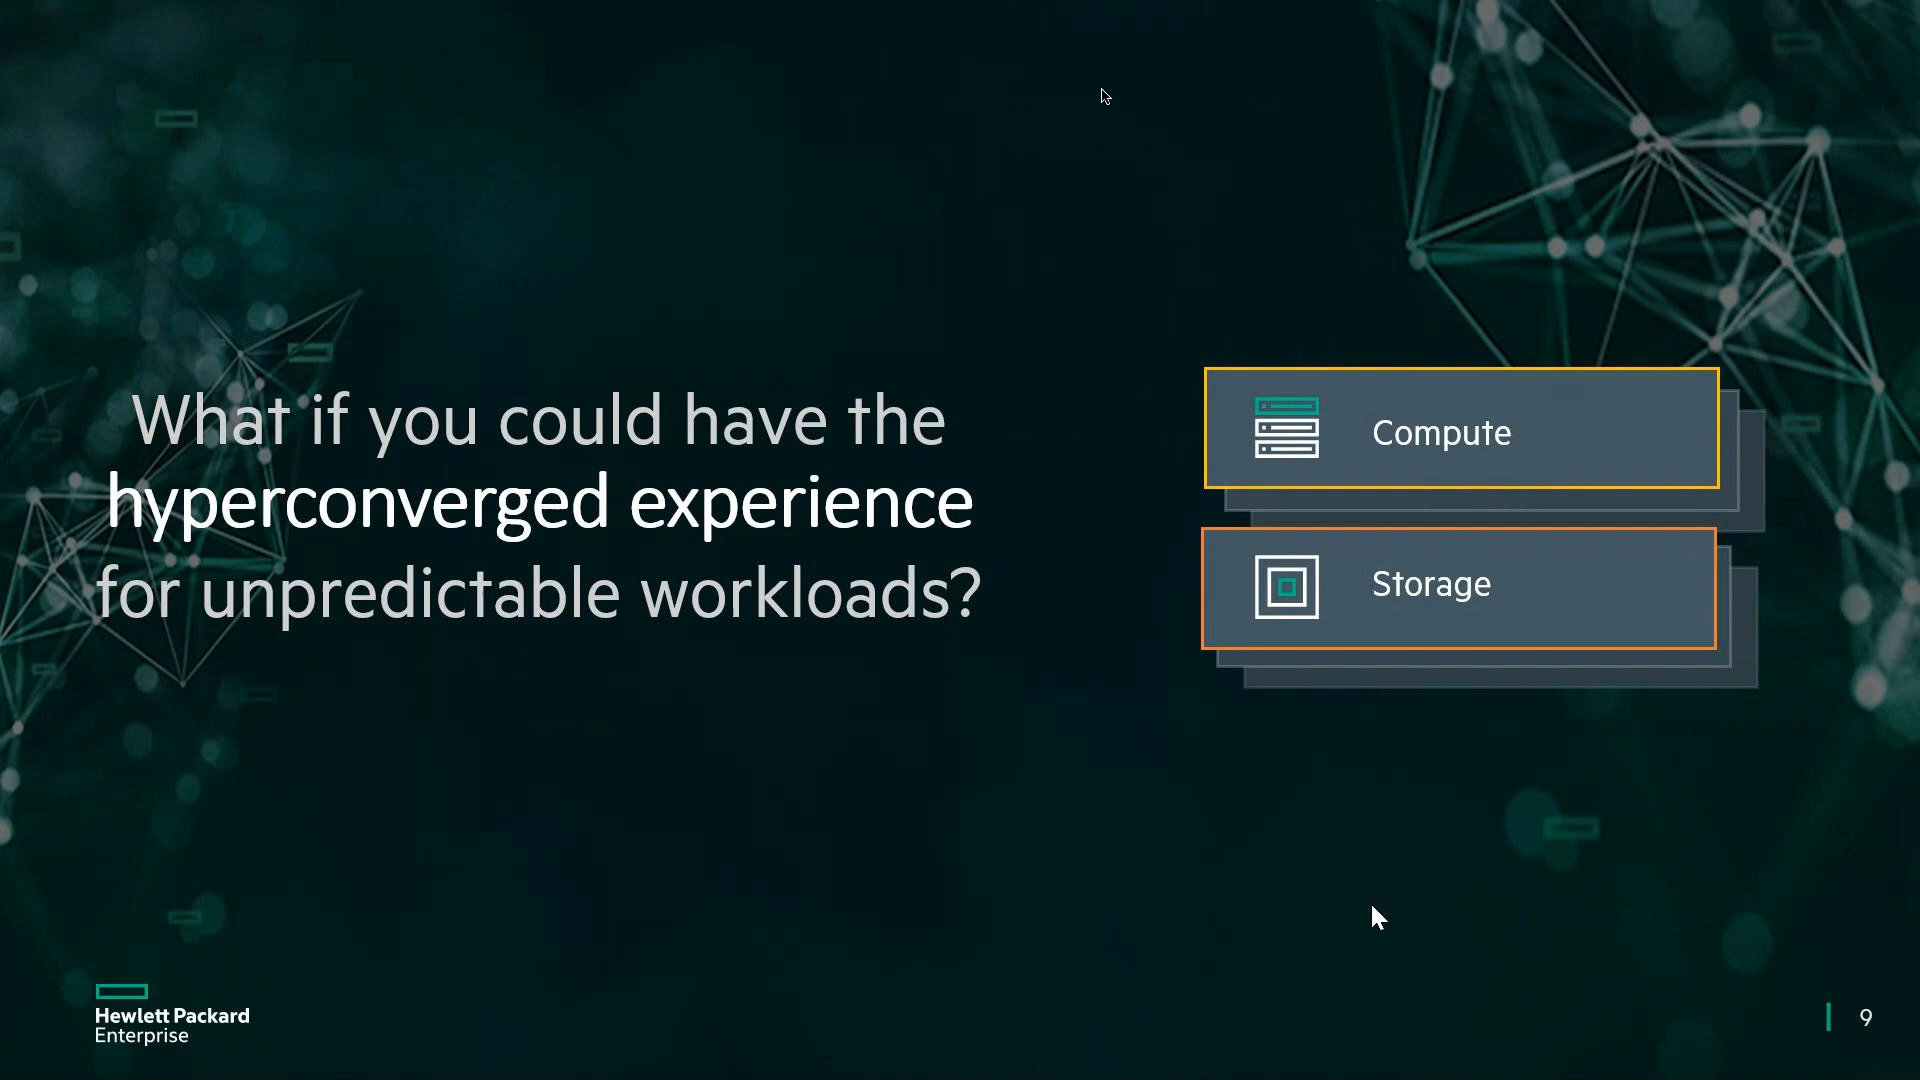 What if you could have the
hyperconverged experience
for unpredictable workloads?
Compute
Storage
Hewlett Packard
Enterprise
9